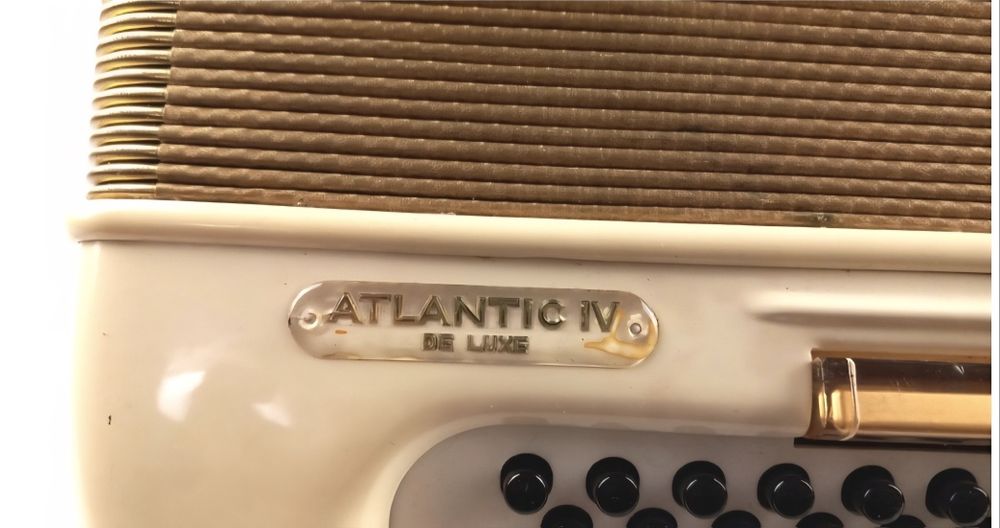 ATLANTIC IV
DE LUXE